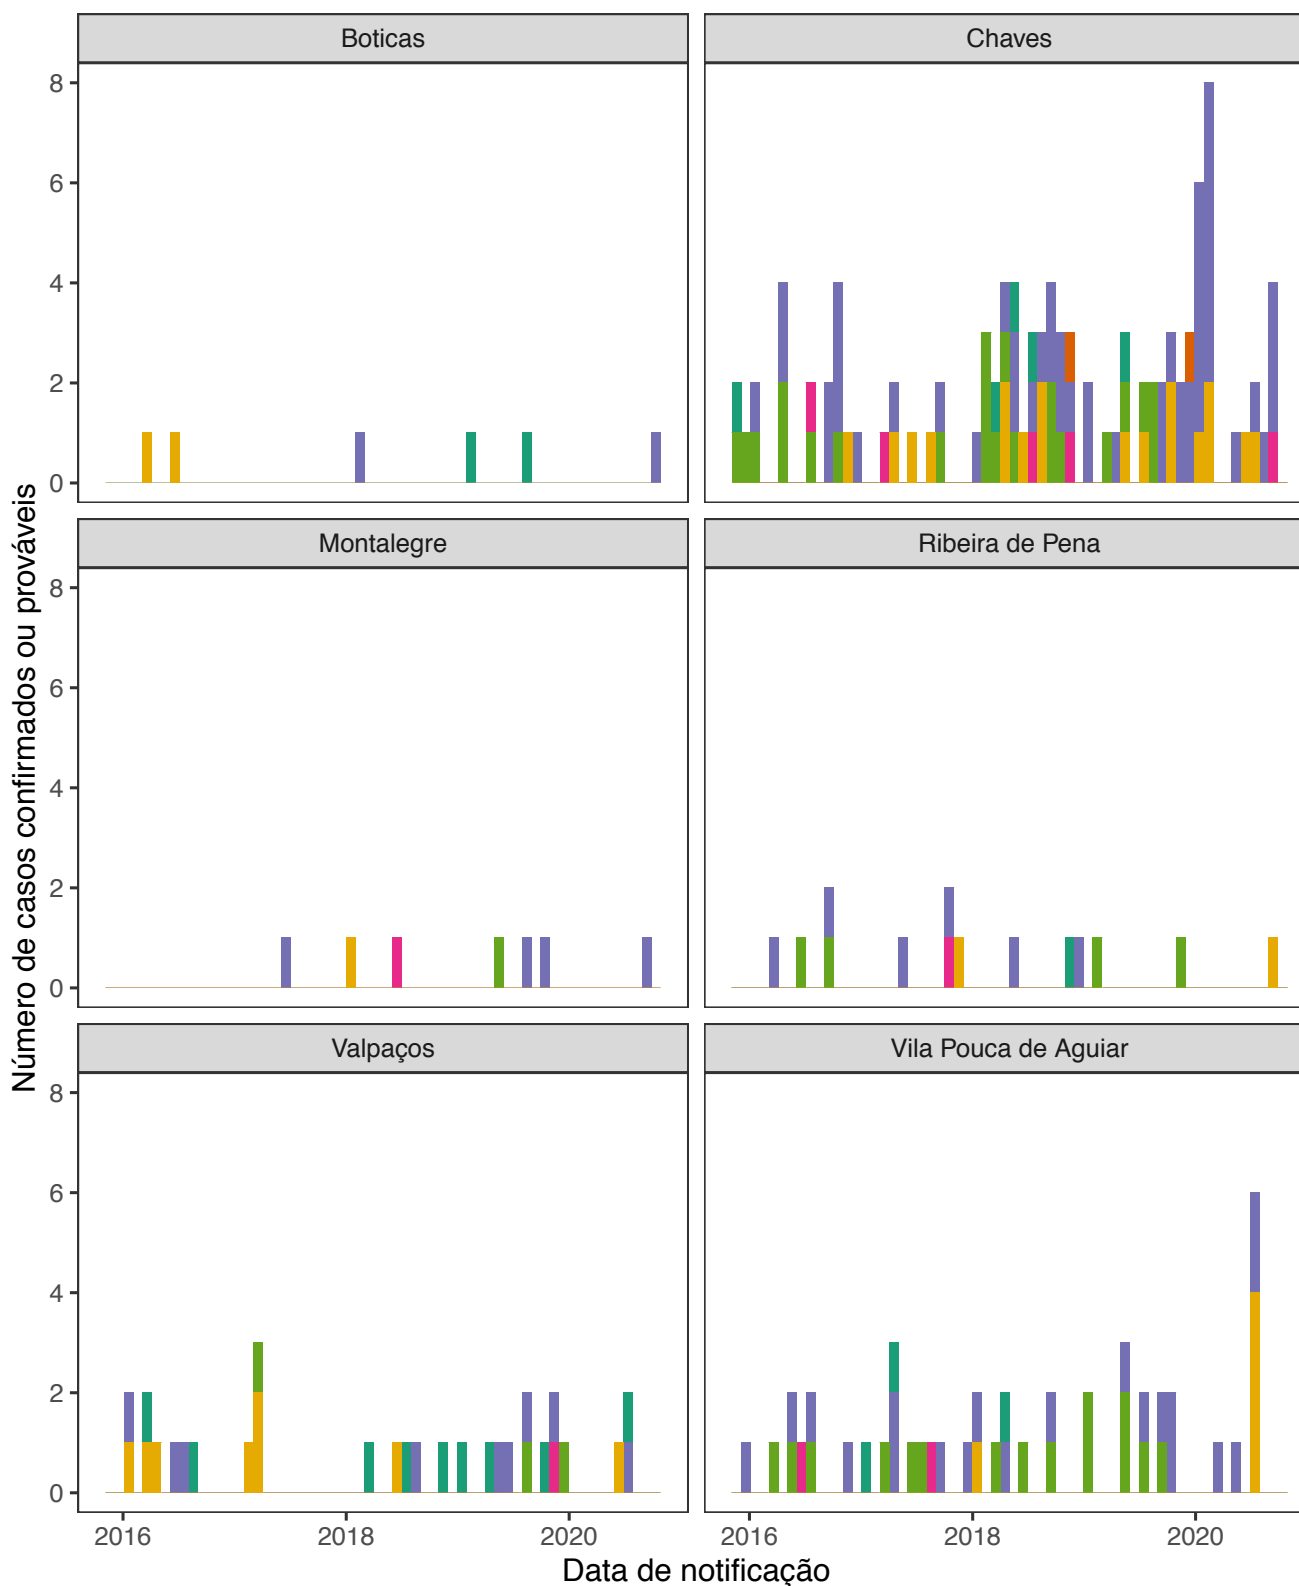 Boticas
Chaves
8
6
4
2
0
Montalegre
Ribeira de Pena
8
6
4
2
0
Valpaços
Vila Pouca de Aguiar
8
6
4
2
0
2016 2018 2020
2016 2018 2020
Número de casos confirmados ou prováveis
Data de notificação